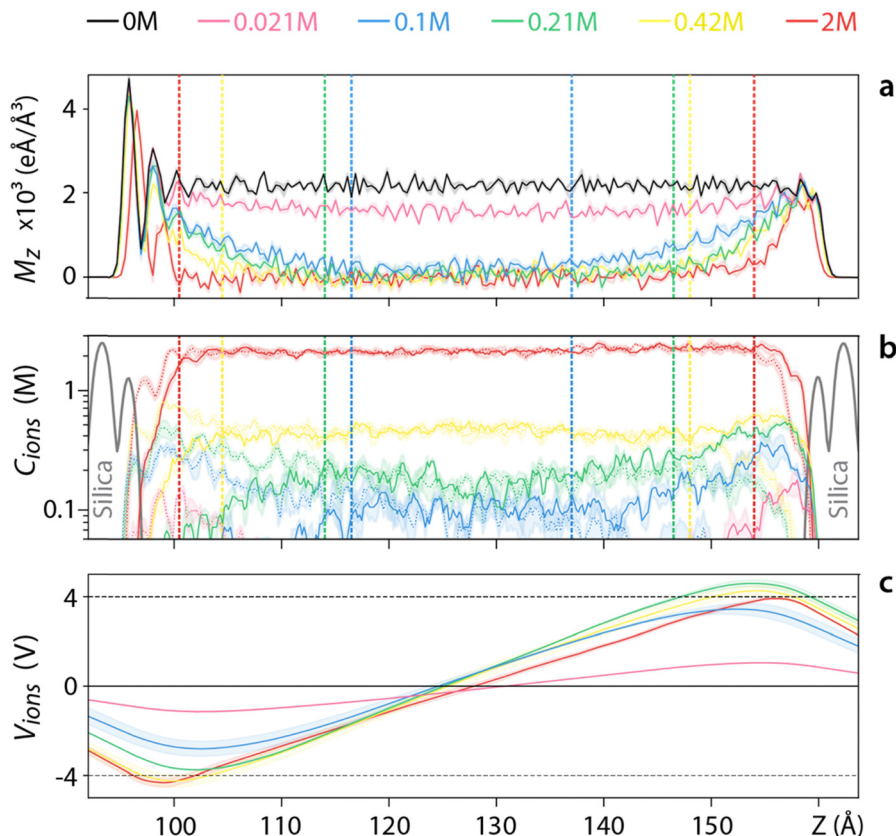 0M 0.021M 0.1M 0.21M 0.42M 2M
a
M_Z x10³ (eÅ/Å³)
4
2
0
b
C_ions (M)
1
0.1
Silica
Silica
c
V_ions (V)
4
0
-4
100 110 120 130 140 150 Z (Å)